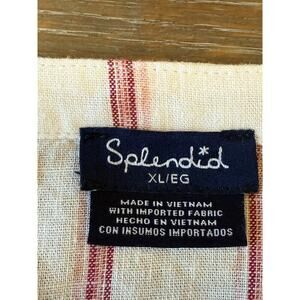 Splendid
XL/EG
MADE IN VIETNAM
WITH IMPORTED FABRIC
HECHO EN VIETNAM
CON INSUMOS IMPORTADOS